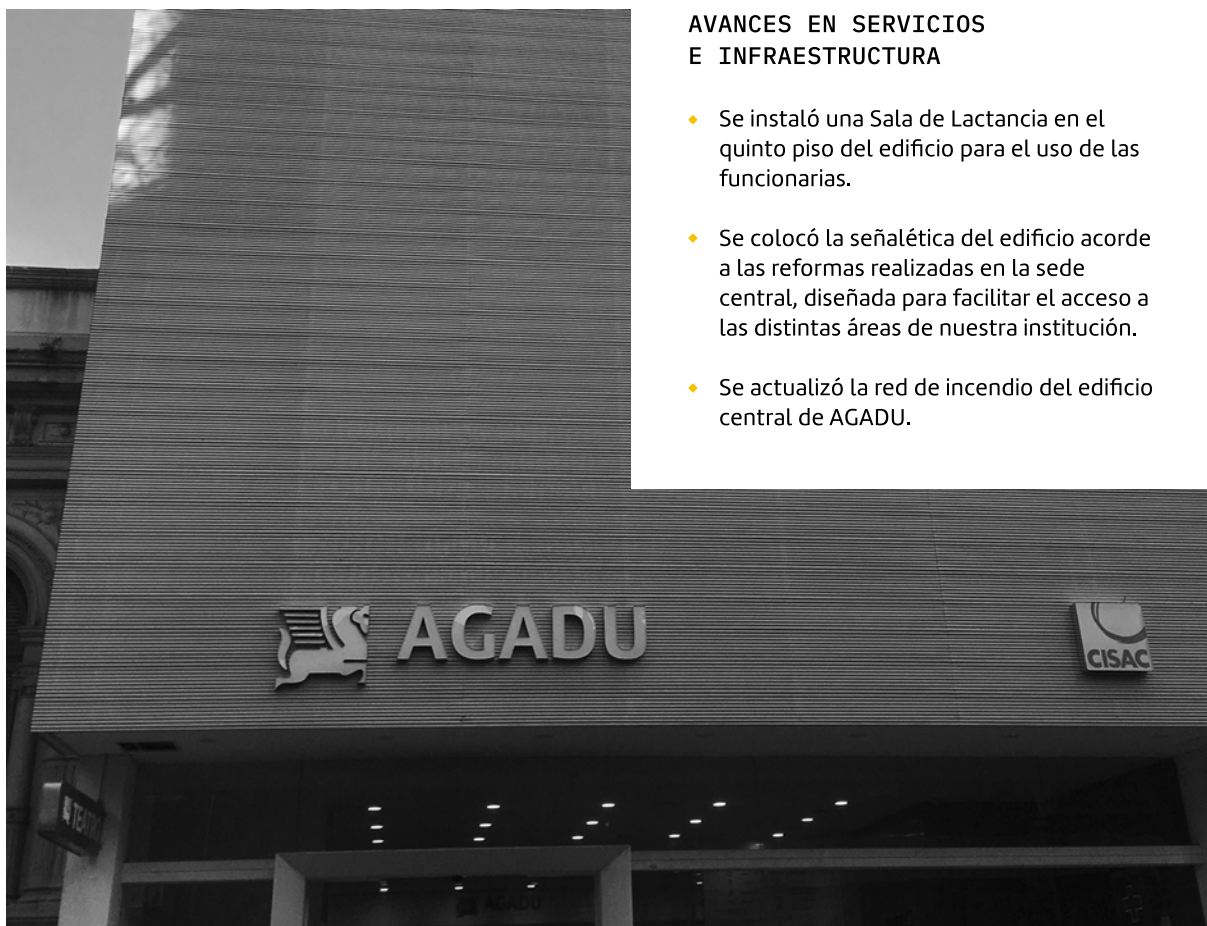 AVANCES EN SERVICIOS
E INFRAESTRUCTURA
Se instaló una Sala de Lactancia en el
quinto piso del edificio para el uso de las
funcionarias.
Se colocó la señalética del edificio acorde
a las reformas realizadas en la sede
central, diseñada para facilitar el acceso a
las distintas áreas de nuestra institución.
Se actualizó la red de incendio del edificio
central de AGADU.
AGADU
CISAC
TEATRO
AGADU